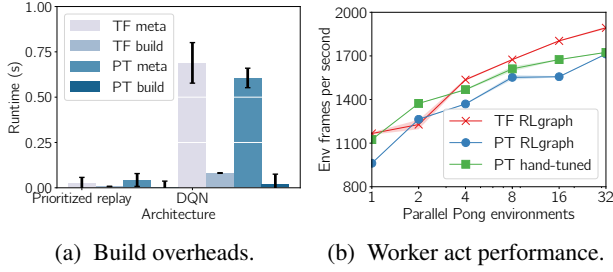 1.00
0.75
0.50
0.25
0.00
Runtime (s)
TF meta
TF build
PT meta
PT build
Prioritized replay
DQN
Architecture
(a) Build overheads.
2000
1700
1400
1100
800
Env frames per second
TF RLgraph
PT RLgraph
PT hand-tuned
1 2 4 8 16 32
Parallel Pong environments
(b) Worker act performance.